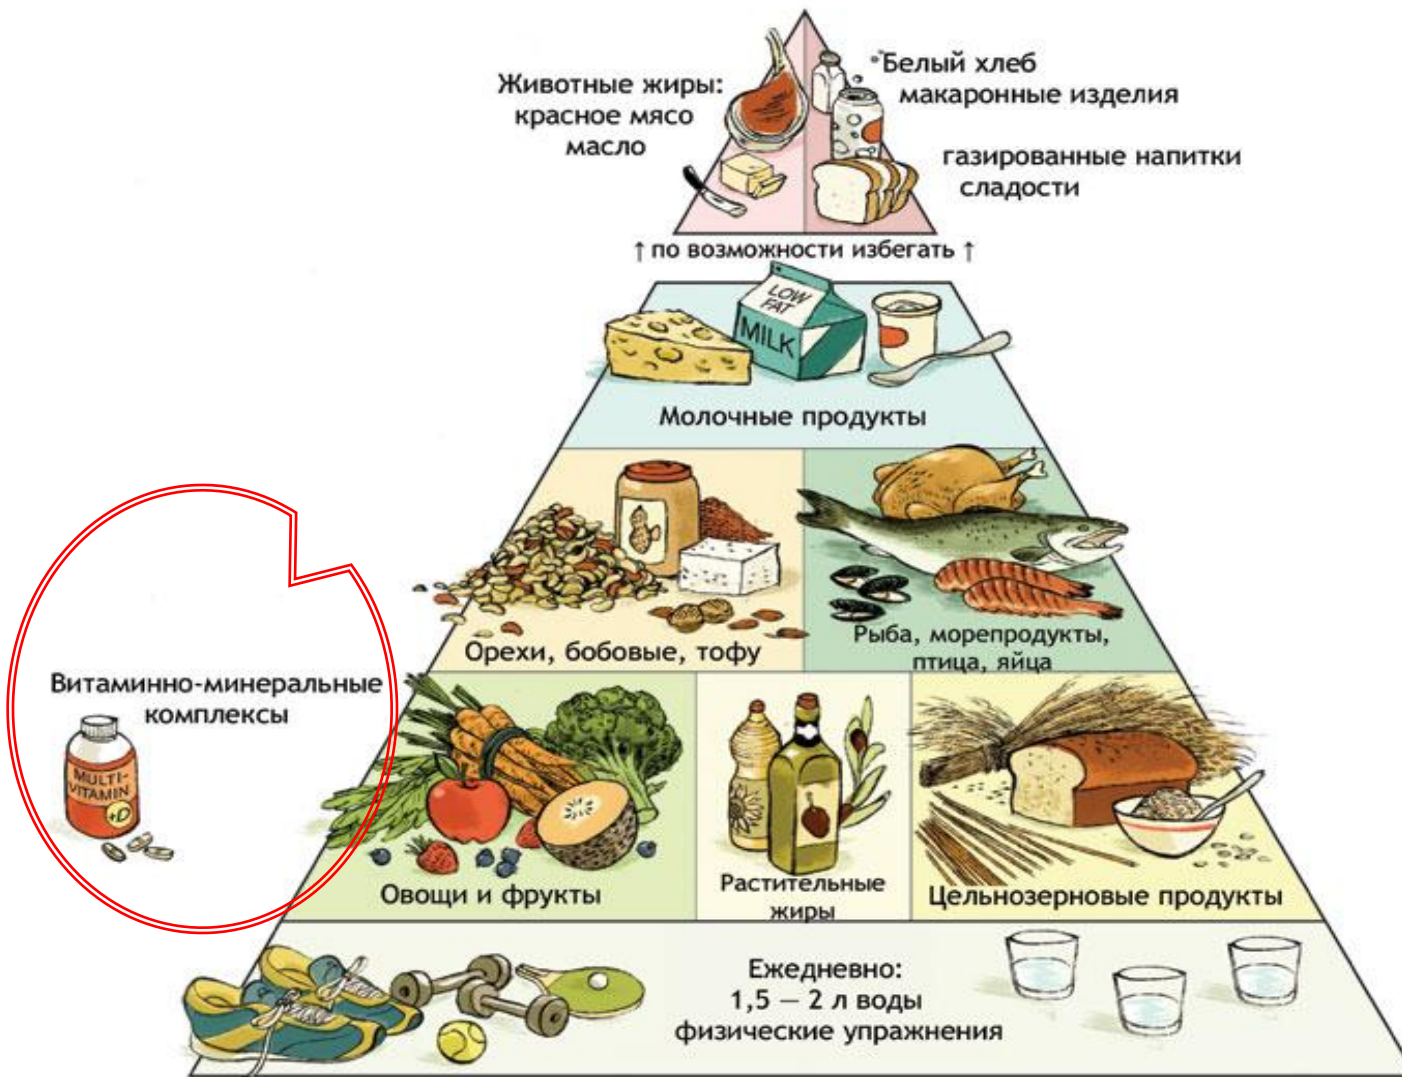 Животные жиры:
красное мясо
масло
Белый хлеб
макаронные изделия
газированные напитки
сладости
↑ по возможности избегать ↑
LOW
FAT
MILK
Молочные продукты
Орехи, бобовые, тофу
Рыба, морепродукты,
птица, яйца
Витаминно-минеральные
комплексы
MULTI-
VITAMIN
+D
Овощи и фрукты
Растительные
жиры
Цельнозерновые продукты
Ежедневно:
1,5 — 2 л воды
физические упражнения